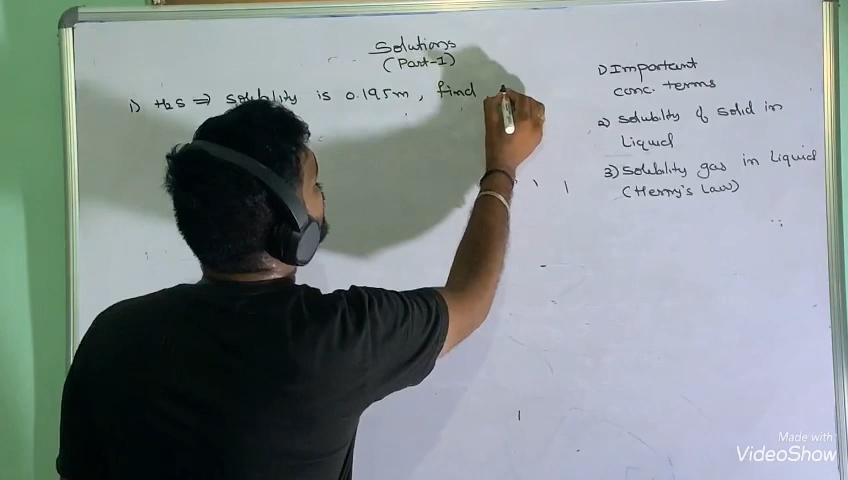 Solutions
(Part-1)
1) H₂S ⇒ solubility is 0.195m, find
1) Important
conc. terms
2) Solubility of solid in
Liquid
3) Solubility gas in Liquid
(Henry's Law)
Made with
VideoShow